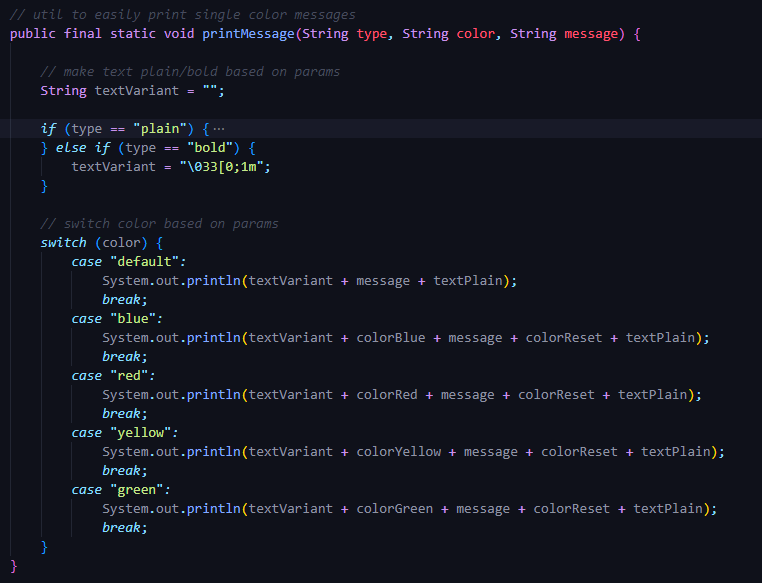 // util to easily print single color messages
public final static void printMessage(String type, String color, String message) {
// make text plain/bold based on params
String textVariant = "";
if (type == "plain") { ···
} else if (type == "bold") {
textVariant = "\033[0;1m";
}
// switch color based on params
switch (color) {
case "default":
System.out.println(textVariant + message + textPlain);
break;
case "blue":
System.out.println(textVariant + colorBlue + message + colorReset + textPlain);
break;
case "red":
System.out.println(textVariant + colorRed + message + colorReset + textPlain);
break;
case "yellow":
System.out.println(textVariant + colorYellow + message + colorReset + textPlain);
break;
case "green":
System.out.println(textVariant + colorGreen + message + colorReset + textPlain);
break;
}
}